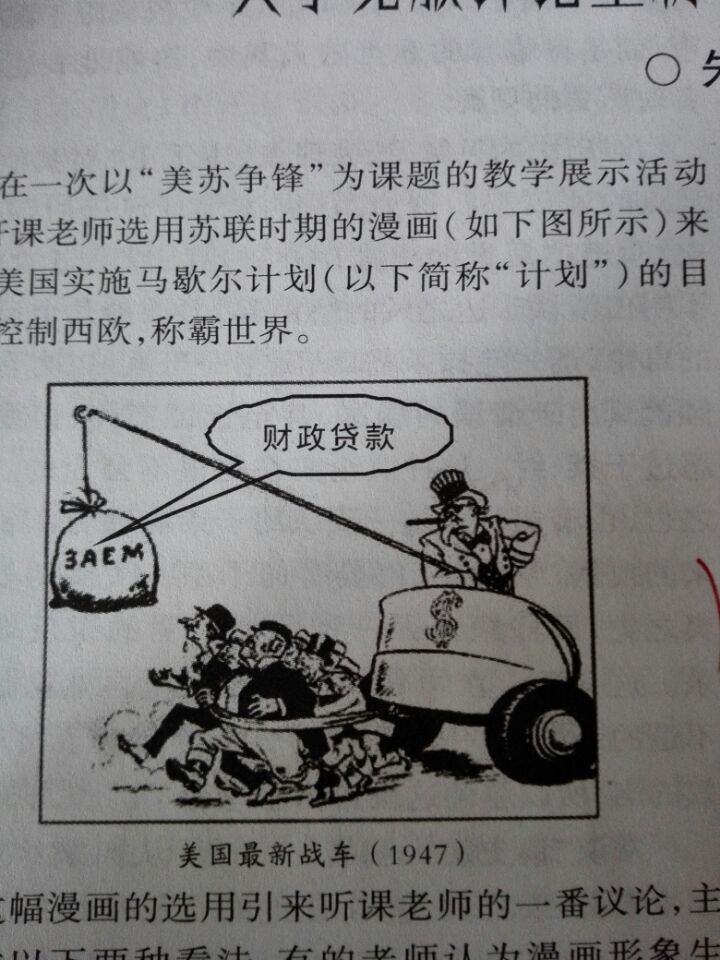 在一次以“美苏争锋”为课题的教学展示活动
课老师选用苏联时期的漫画(如下图所示)来
美国实施马歇尔计划(以下简称“计划”)的目
控制西欧,称霸世界。
财政贷款
ЗАЕМ
$
美国最新战车(1947)
幅漫画的选用引来听课老师的一番议论,主
以下两种看法,有的老师认为漫画形象生